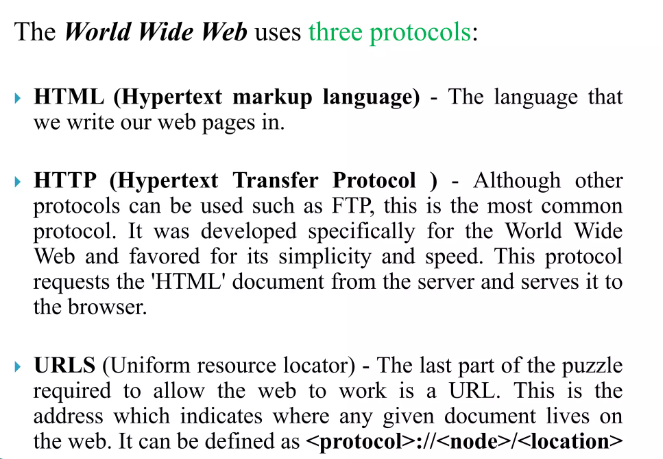 The World Wide Web uses three protocols:
HTML (Hypertext markup language) - The language that
we write our web pages in.
HTTP (Hypertext Transfer Protocol ) - Although other
protocols can be used such as FTP, this is the most common
protocol. It was developed specifically for the World Wide
Web and favored for its simplicity and speed. This protocol
requests the 'HTML' document from the server and serves it to
the browser.
URLS (Uniform resource locator) - The last part of the puzzle
required to allow the web to work is a URL. This is the
address which indicates where any given document lives on
the web. It can be defined as <protocol>://<node>/<location>